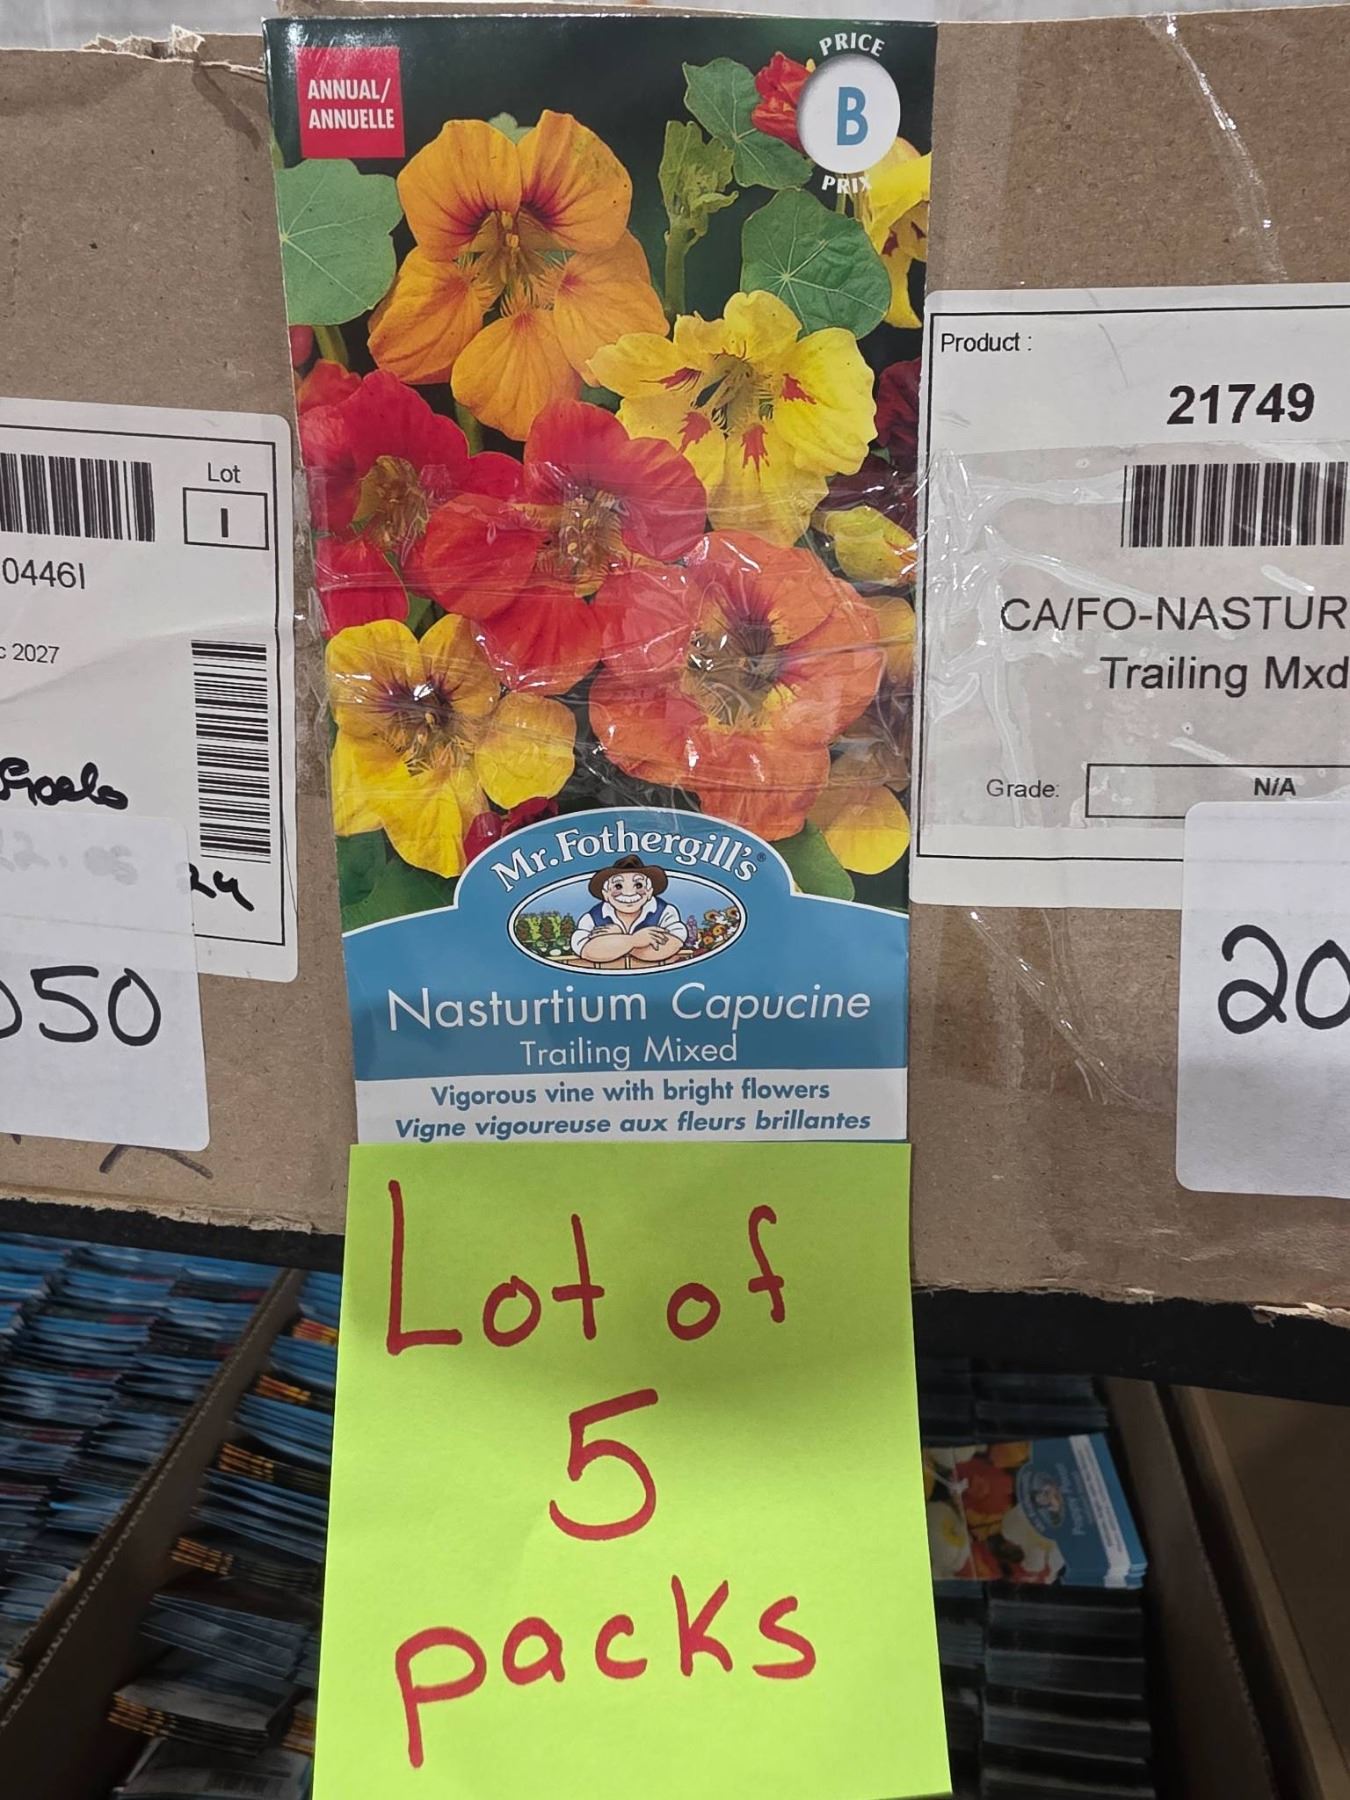 ANNUAL/
ANNUELLE
PRICE
B
PRIX
Lot
I
0446I
2027
050
Product :
21749
CA/FO-NASTUR
Trailing Mxd
Grade:
N/A
20
Mr. Fothergill's®
Nasturtium Capucine
Trailing Mixed
Vigorous vine with bright flowers
Vigne vigoureuse aux fleurs brillantes
Lot of
5
packs